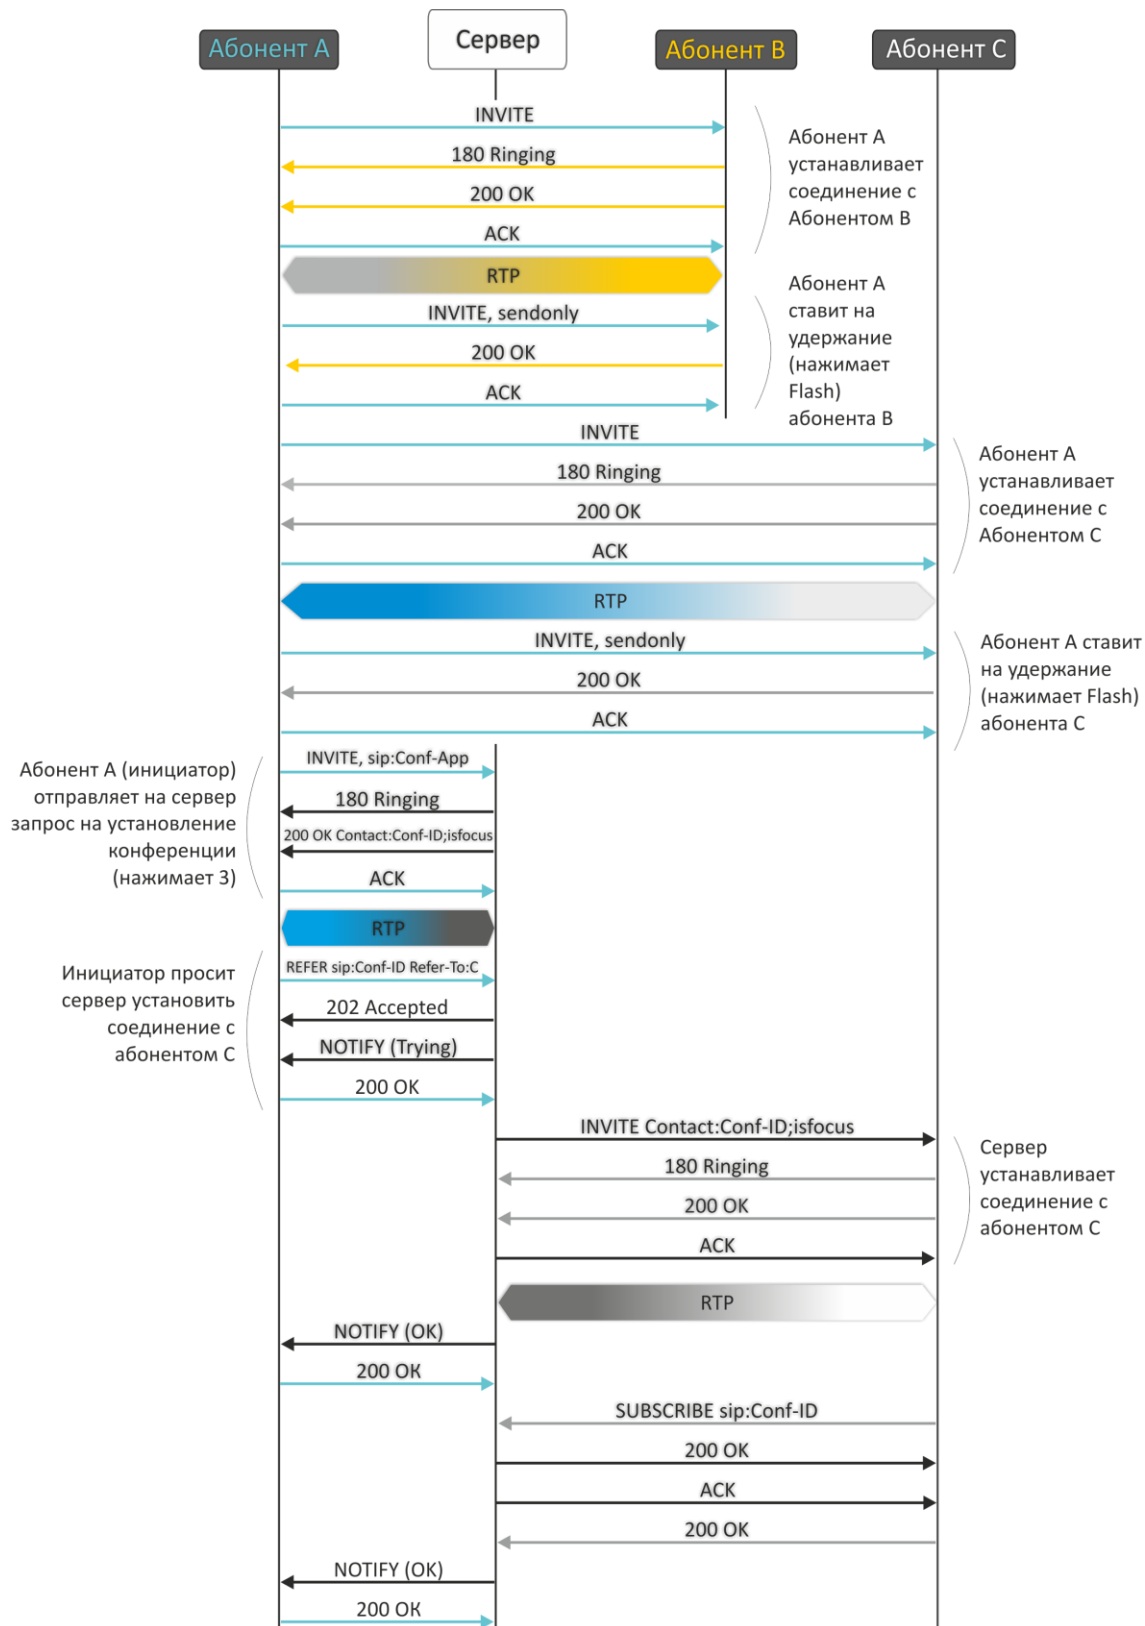 Абонент А
Сервер
Абонент В
Абонент С
INVITE
180 Ringing
200 OK
ACK
Абонент А
устанавливает
соединение с
Абонентом В
RTP
INVITE, sendonly
200 OK
ACK
Абонент А
ставит на
удержание
(нажимает
Flash)
абонента В
INVITE
180 Ringing
200 OK
ACK
Абонент А
устанавливает
соединение с
Абонентом С
RTP
INVITE, sendonly
200 OK
ACK
Абонент А ставит
на удержание
(нажимает Flash)
абонента С
INVITE, sip:Conf-App
180 Ringing
200 OK Contact:Conf-ID;isfocus
ACK
Абонент А (инициатор)
отправляет на сервер
запрос на установление
конференции
(нажимает 3)
RTP
REFER sip:Conf-ID Refer-To:C
202 Accepted
NOTIFY (Trying)
200 OK
Инициатор просит
сервер установить
соединение с
абонентом С
INVITE Contact:Conf-ID;isfocus
180 Ringing
200 OK
ACK
Сервер
устанавливает
соединение с
абонентом С
RTP
NOTIFY (OK)
200 OK
SUBSCRIBE sip:Conf-ID
200 OK
ACK
200 OK
NOTIFY (OK)
200 OK